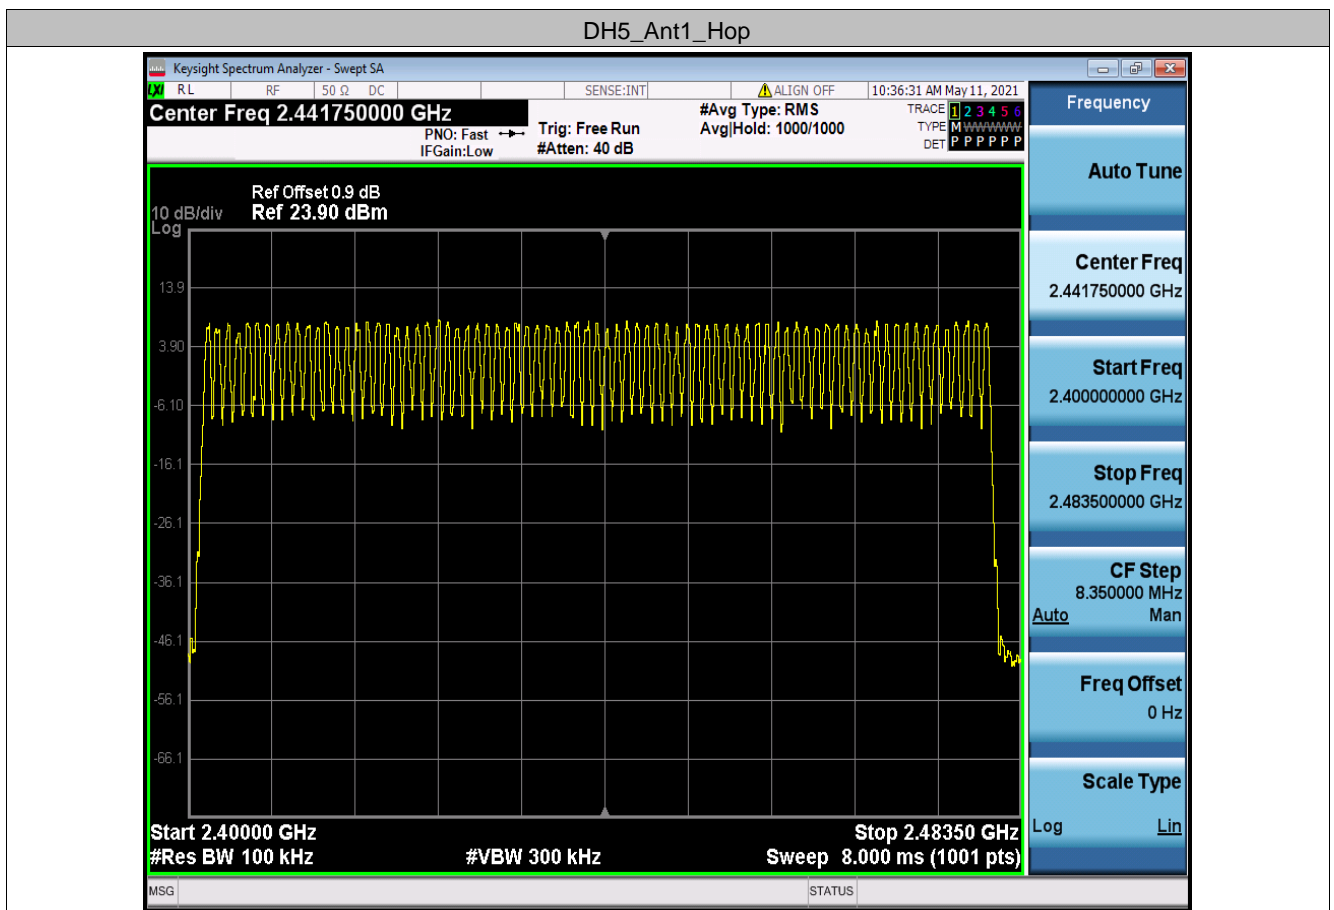 DH5_Ant1_Hop
Keysight Spectrum Analyzer - Swept SA
LXI RL RF 50 Ω DC SENSE:INT ALIGN OFF 10:36:31 AM May 11, 2021
Center Freq 2.441750000 GHz
PNO: Fast
IFGain:Low
Trig: Free Run
#Atten: 40 dB
#Avg Type: RMS
Avg|Hold: 1000/1000
TRACE 1 2 3 4 5 6
TYPE M WWWWW
DET P P P P P P
Ref Offset 0.9 dB
10 dB/div Ref 23.90 dBm
Log
13.9
3.90
-6.10
-16.1
-26.1
-36.1
-46.1
-56.1
-66.1
Start 2.40000 GHz Stop 2.48350 GHz
#Res BW 100 kHz #VBW 300 kHz Sweep 8.000 ms (1001 pts)
MSG STATUS
Frequency
Auto Tune
Center Freq
2.441750000 GHz
Start Freq
2.400000000 GHz
Stop Freq
2.483500000 GHz
CF Step
8.350000 MHz
Auto Man
Freq Offset
0 Hz
Scale Type
Log Lin